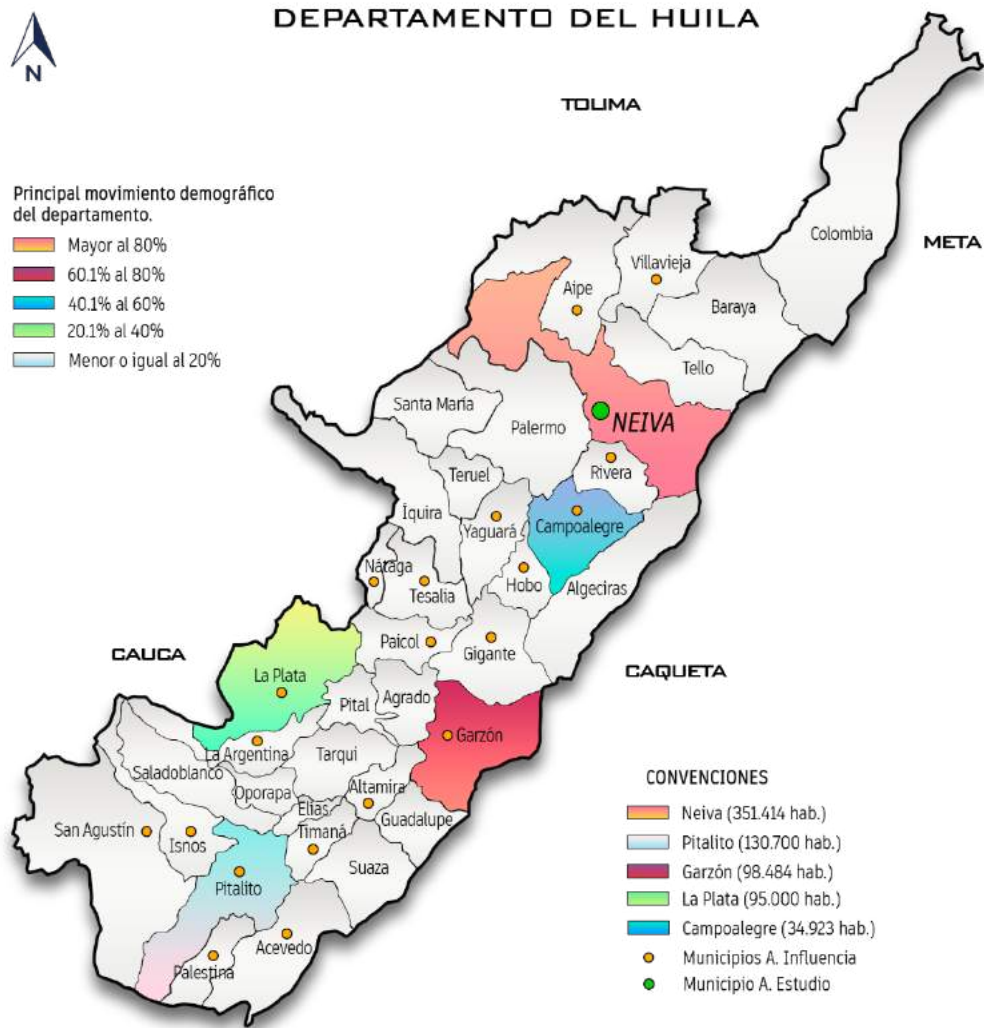 DEPARTAMENTO DEL HUILA
N
TOLIMA
Principal movimiento demográfico
del departamento.
Mayor al 80%
60.1% al 80%
40.1% al 60%
20.1% al 40%
Menor o igual al 20%
Colombia
META
Villavieja
Aipe
Baraya
Tello
Santa María
Palermo
NEIVA
Rivera
Teruel
Íquira
Yaguará
Campoalegre
Nátaga
Tesalia
Hobo
Algeciras
Paicol
Gigante
CAUCA
CAQUETA
La Plata
Pital
Agrado
Garzón
La Argentina
Tarqui
Saladoblanco
Oporapa
Altamira
Elías
Guadalupe
San Agustín
Isnos
Timaná
Suaza
Pitalito
Acevedo
Palestina
CONVENCIONES
Neiva (351.414 hab.)
Pitalito (130.700 hab.)
Garzón (98.484 hab.)
La Plata (95.000 hab.)
Campoalegre (34.923 hab.)
Municipios A. Influencia
Municipio A. Estudio